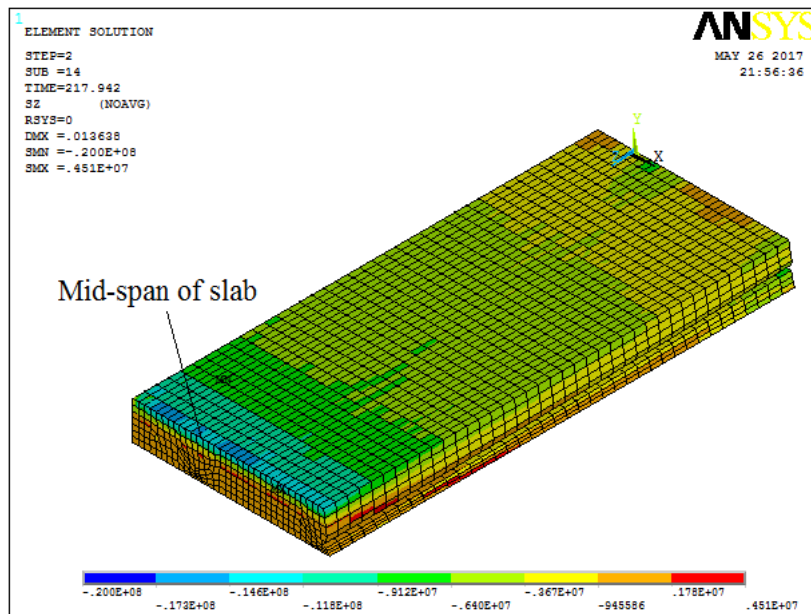 1
ELEMENT SOLUTION
STEP=2
SUB =14
TIME=217.942
SZ (NOAVG)
RSYS=0
DMX =.013638
SMN =-.200E+08
SMX =.451E+07
ANSYS
MAY 26 2017
21:56:36
Y
X
Mid-span of slab
MN
-.200E+08
-.173E+08
-.146E+08
-.118E+08
-.912E+07
-.640E+07
-.367E+07
-945586
.178E+07
.451E+07